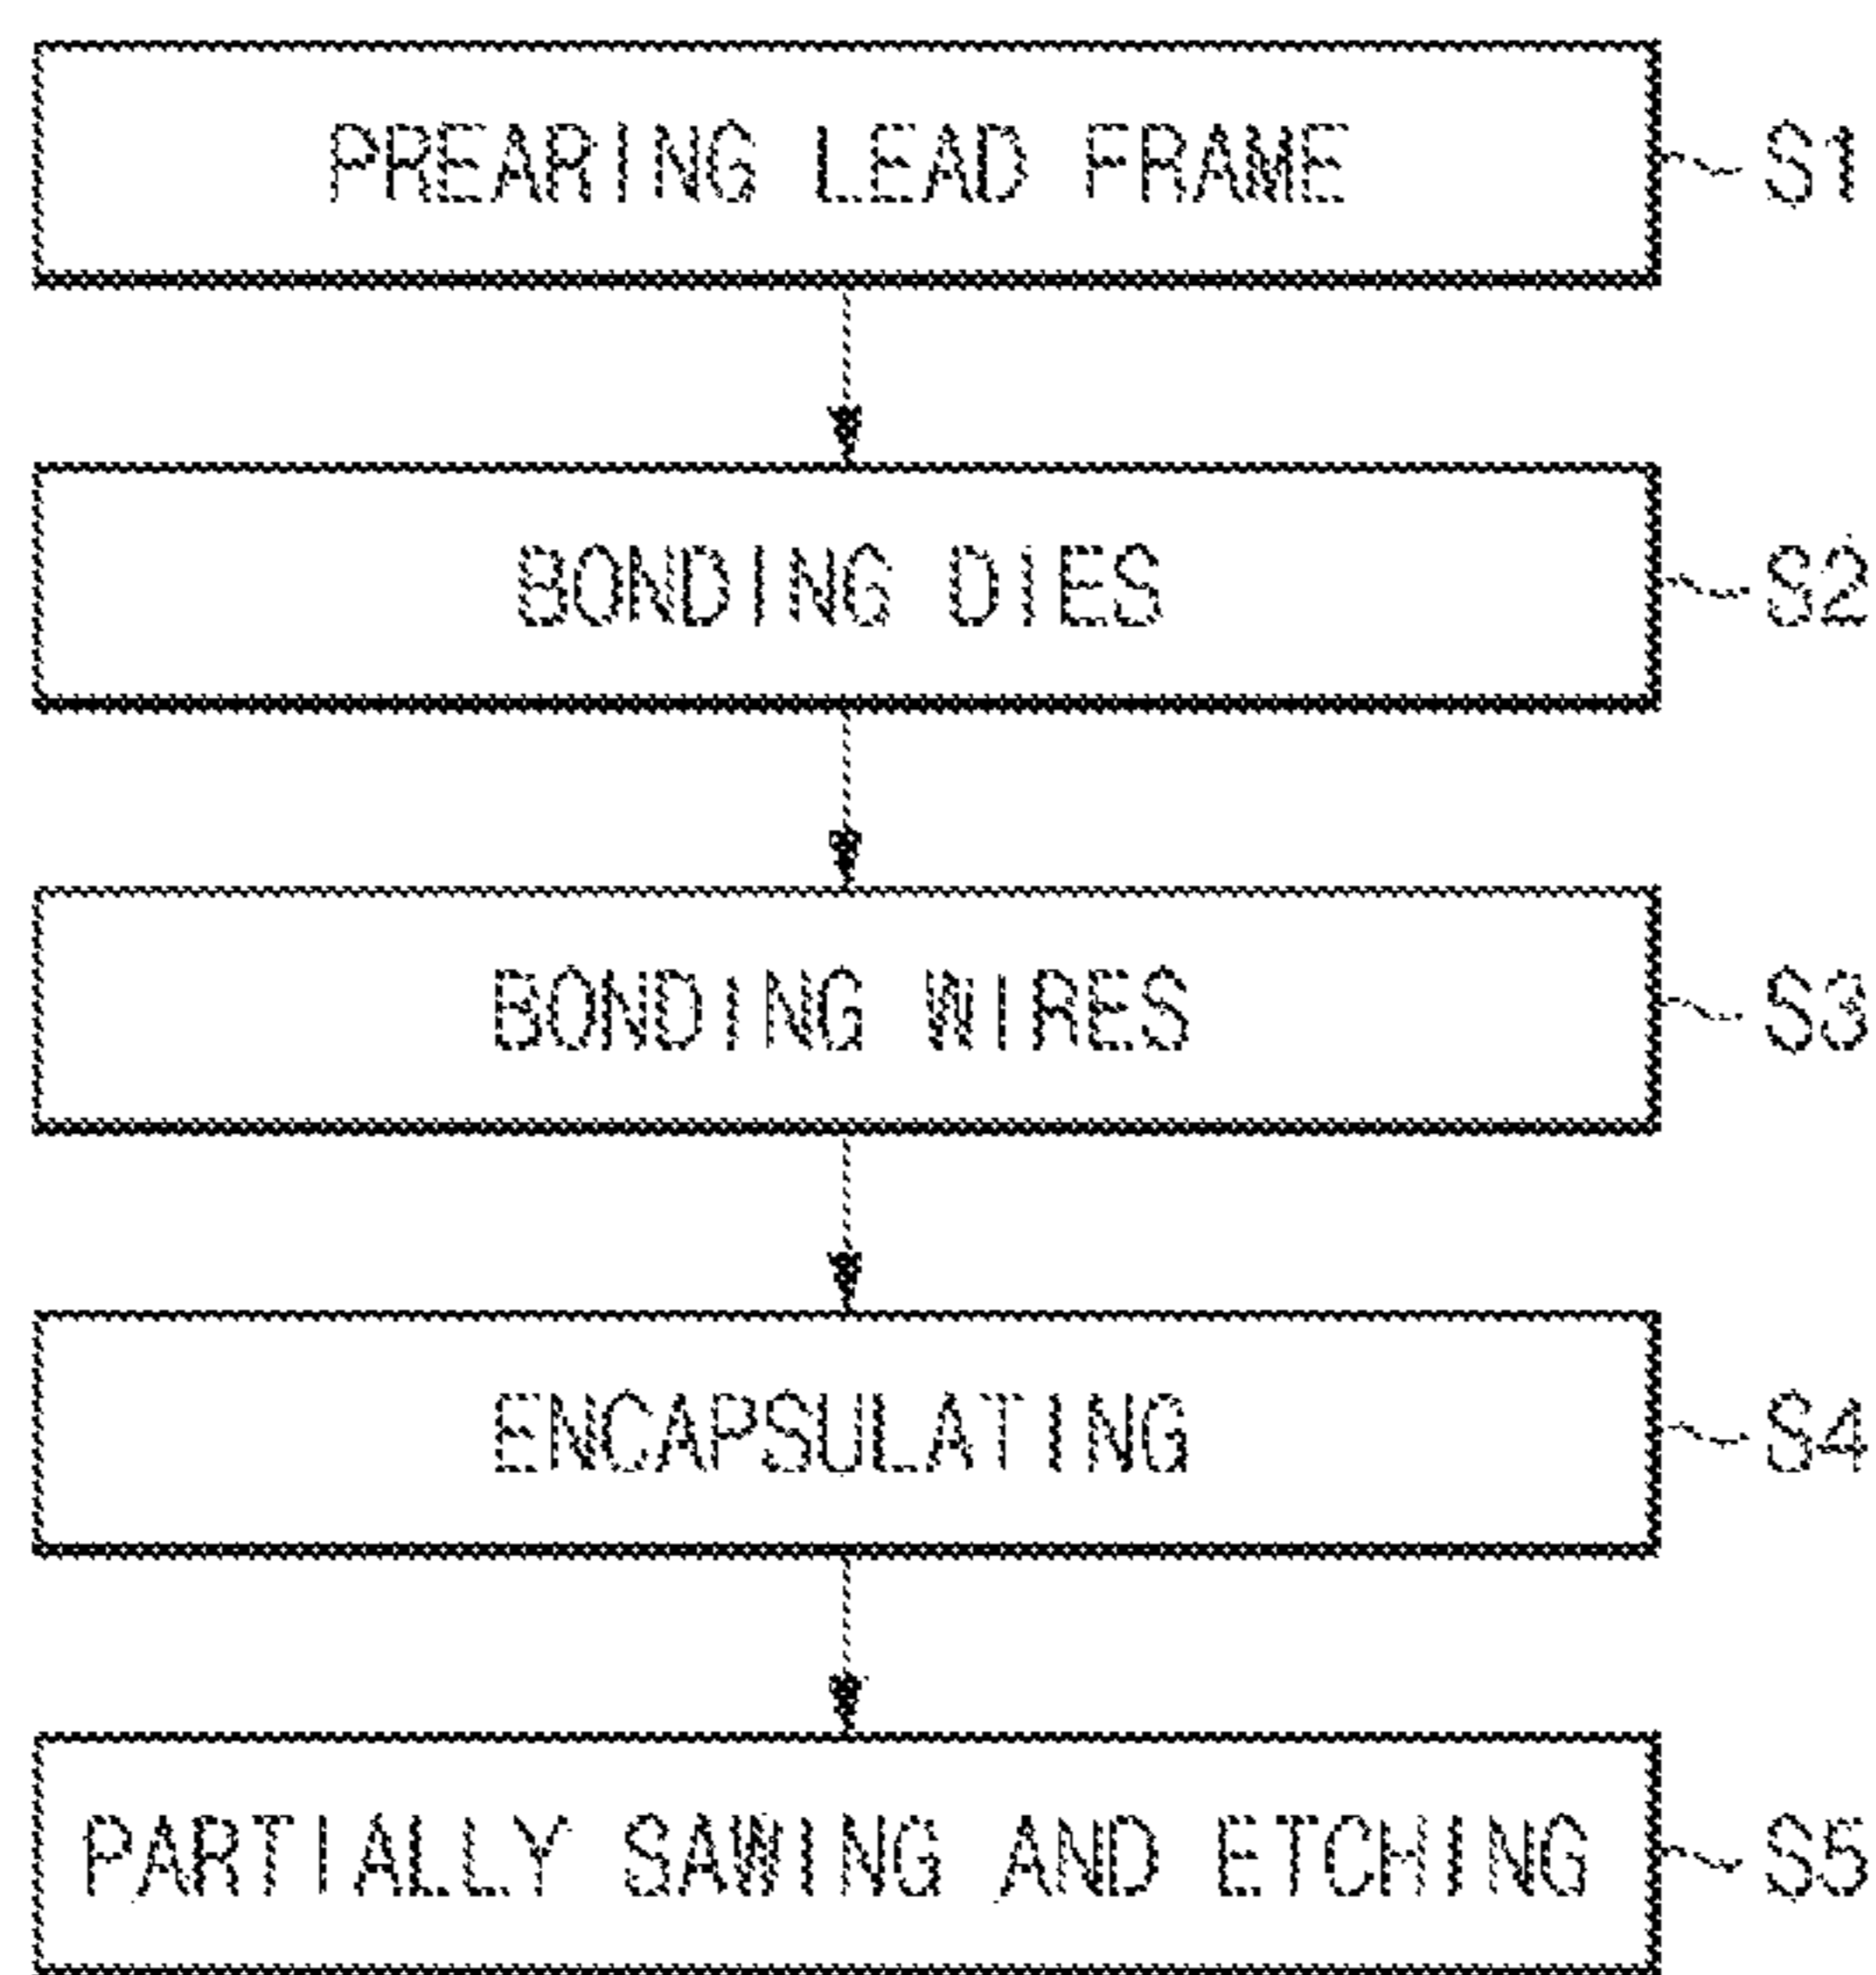 PREARING LEAD FRAME S1
BONDING DIES S2
BONDING WIRES S3
ENCAPSULATING S4
PARTIALLY SAWING AND ETCHING S5